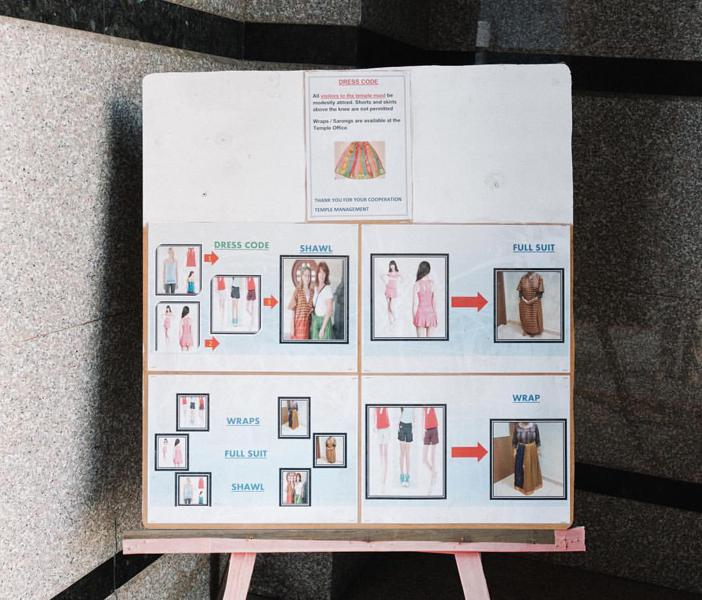 DRESS CODE
All visitors to the temple must be
modestly attired. Shorts and skirts
above the knee are not permitted
Wraps / Sarongs are available at the
Temple Office
THANK YOU FOR YOUR COOPERATION
TEMPLE MANAGEMENT
DRESS CODE
SHAWL
FULL SUIT
WRAPS
FULL SUIT
SHAWL
WRAP